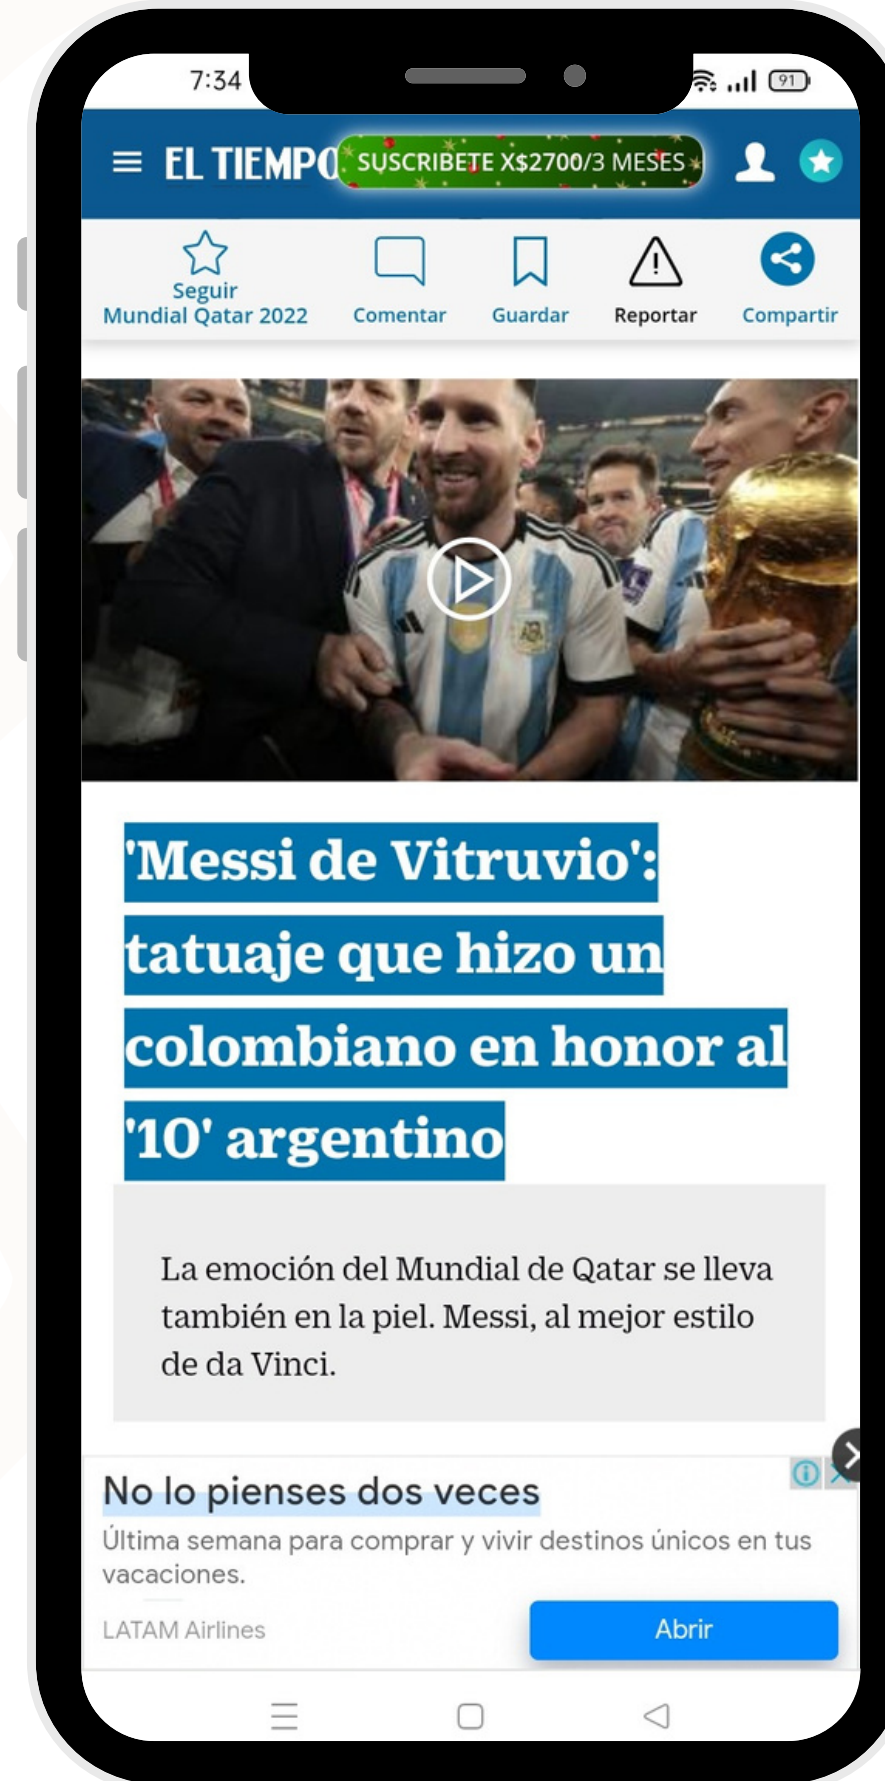 7:34
91
EL TIEMPO
SUSCRIBETE X$2700/3 MESES
Seguir
Mundial Qatar 2022
Comentar
Guardar
Reportar
Compartir
'Messi de Vitruvio':
tatuaje que hizo un
colombiano en honor al
'10' argentino
La emoción del Mundial de Qatar se lleva
también en la piel. Messi, al mejor estilo
de da Vinci.
No lo pienses dos veces
Última semana para comprar y vivir destinos únicos en tus
vacaciones.
LATAM Airlines
Abrir